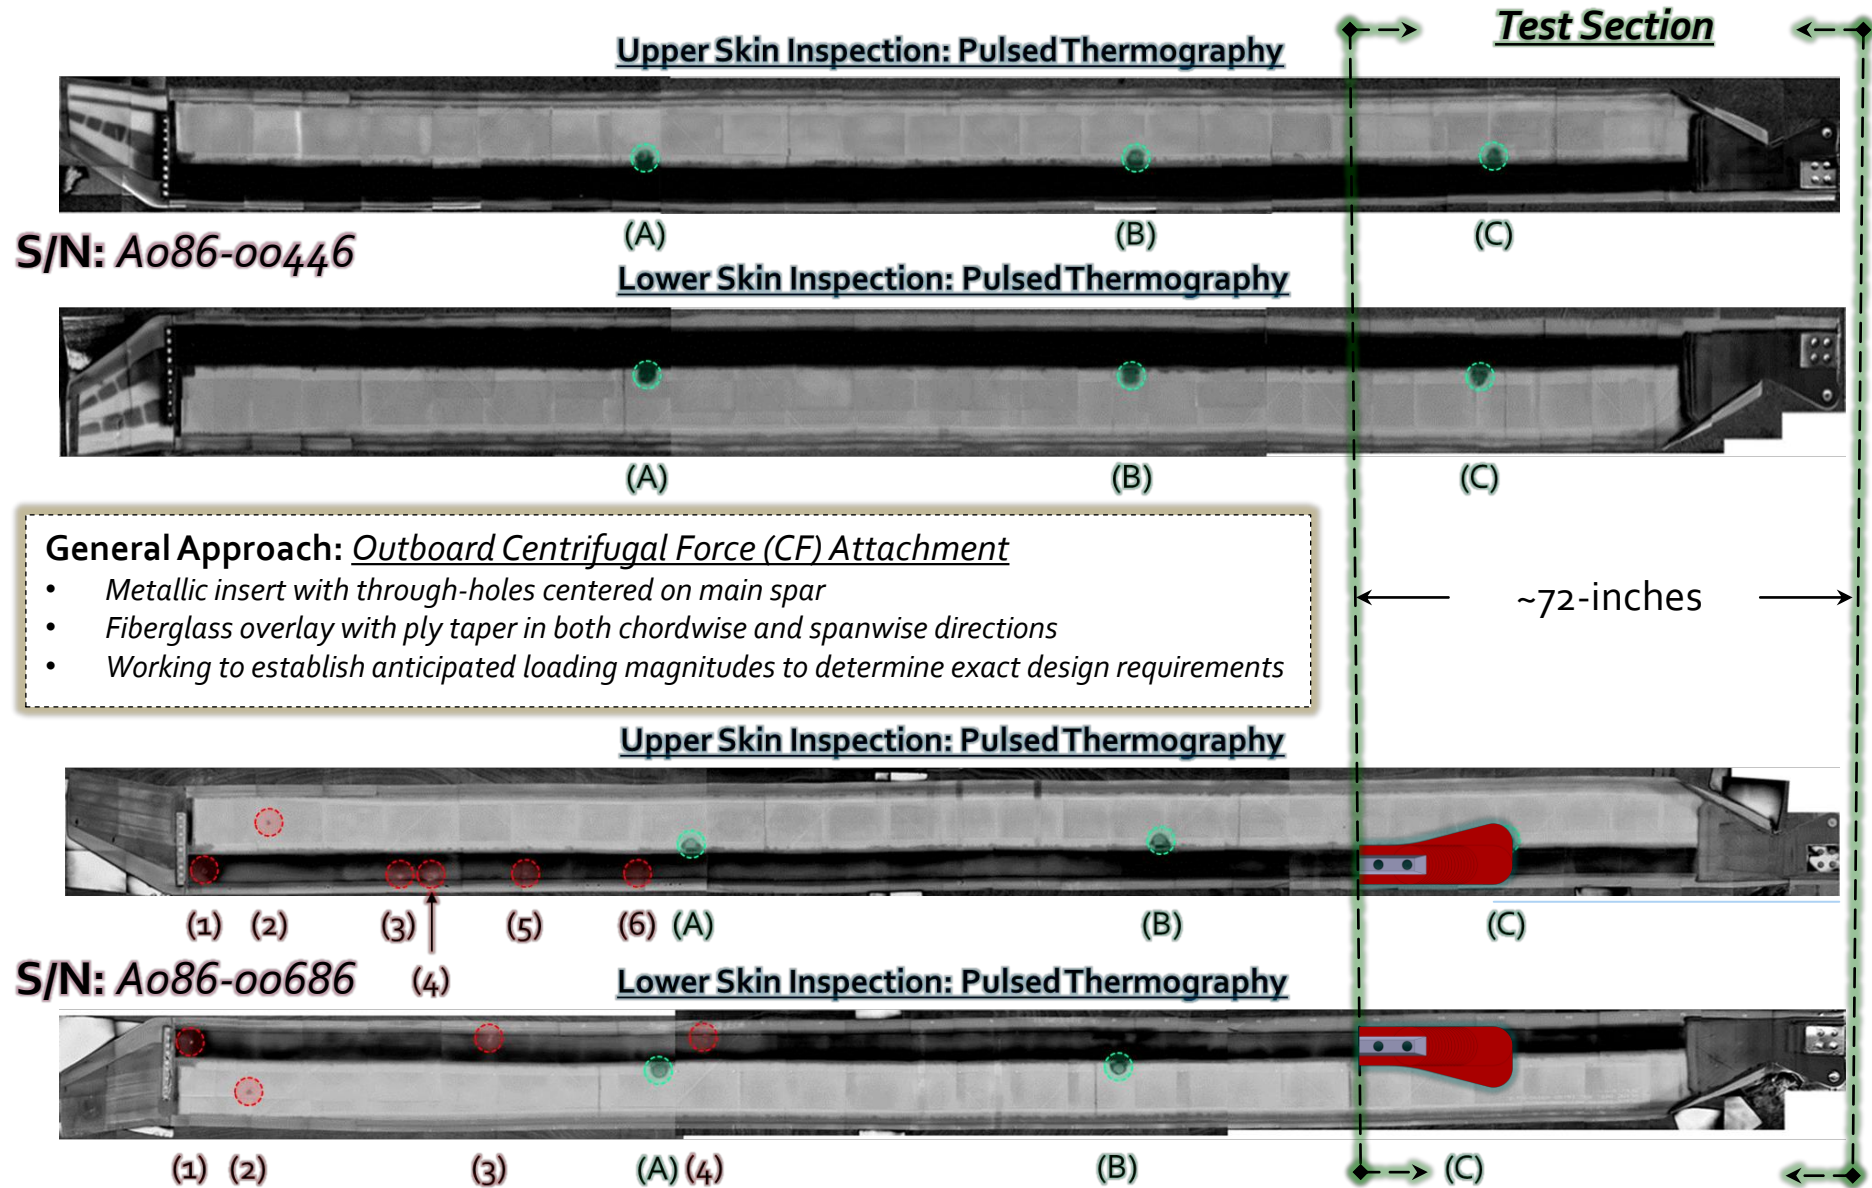 Test Section
Upper Skin Inspection: Pulsed Thermography
(A) (B) (C)
S/N: A086-00446
Lower Skin Inspection: Pulsed Thermography
(A) (B) (C)
General Approach: Outboard Centrifugal Force (CF) Attachment
• Metallic insert with through-holes centered on main spar
• Fiberglass overlay with ply taper in both chordwise and spanwise directions
• Working to establish anticipated loading magnitudes to determine exact design requirements
~72-inches
Upper Skin Inspection: Pulsed Thermography
(1) (2) (3) (5) (6) (A) (B) (C)
(4)
S/N: A086-00686
Lower Skin Inspection: Pulsed Thermography
(1) (2) (3) (A) (4) (B) (C)